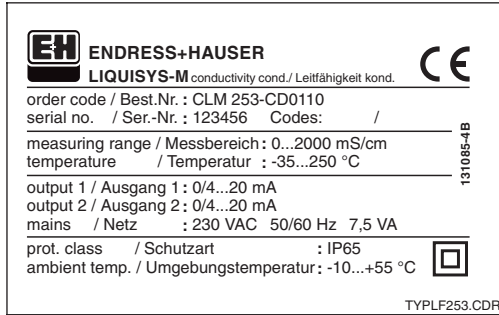 E+H
ENDRESS+HAUSER
LIQUISYS-M conductivity cond./ Leitfähigkeit kond.
CE
order code / Best.Nr. : CLM 253-CD0110
serial no. / Ser.-Nr. : 123456 Codes: /
measuring range / Messbereich : 0...2000 mS/cm
temperature / Temperatur : -35...250 °C
output 1 / Ausgang 1 : 0/4...20 mA
output 2 / Ausgang 2 : 0/4...20 mA
mains / Netz : 230 VAC 50/60 Hz 7,5 VA
prot. class / Schutzart : IP65
ambient temp. / Umgebungstemperatur : -10...+55 °C
131085-4B
TYPLF253.CDR